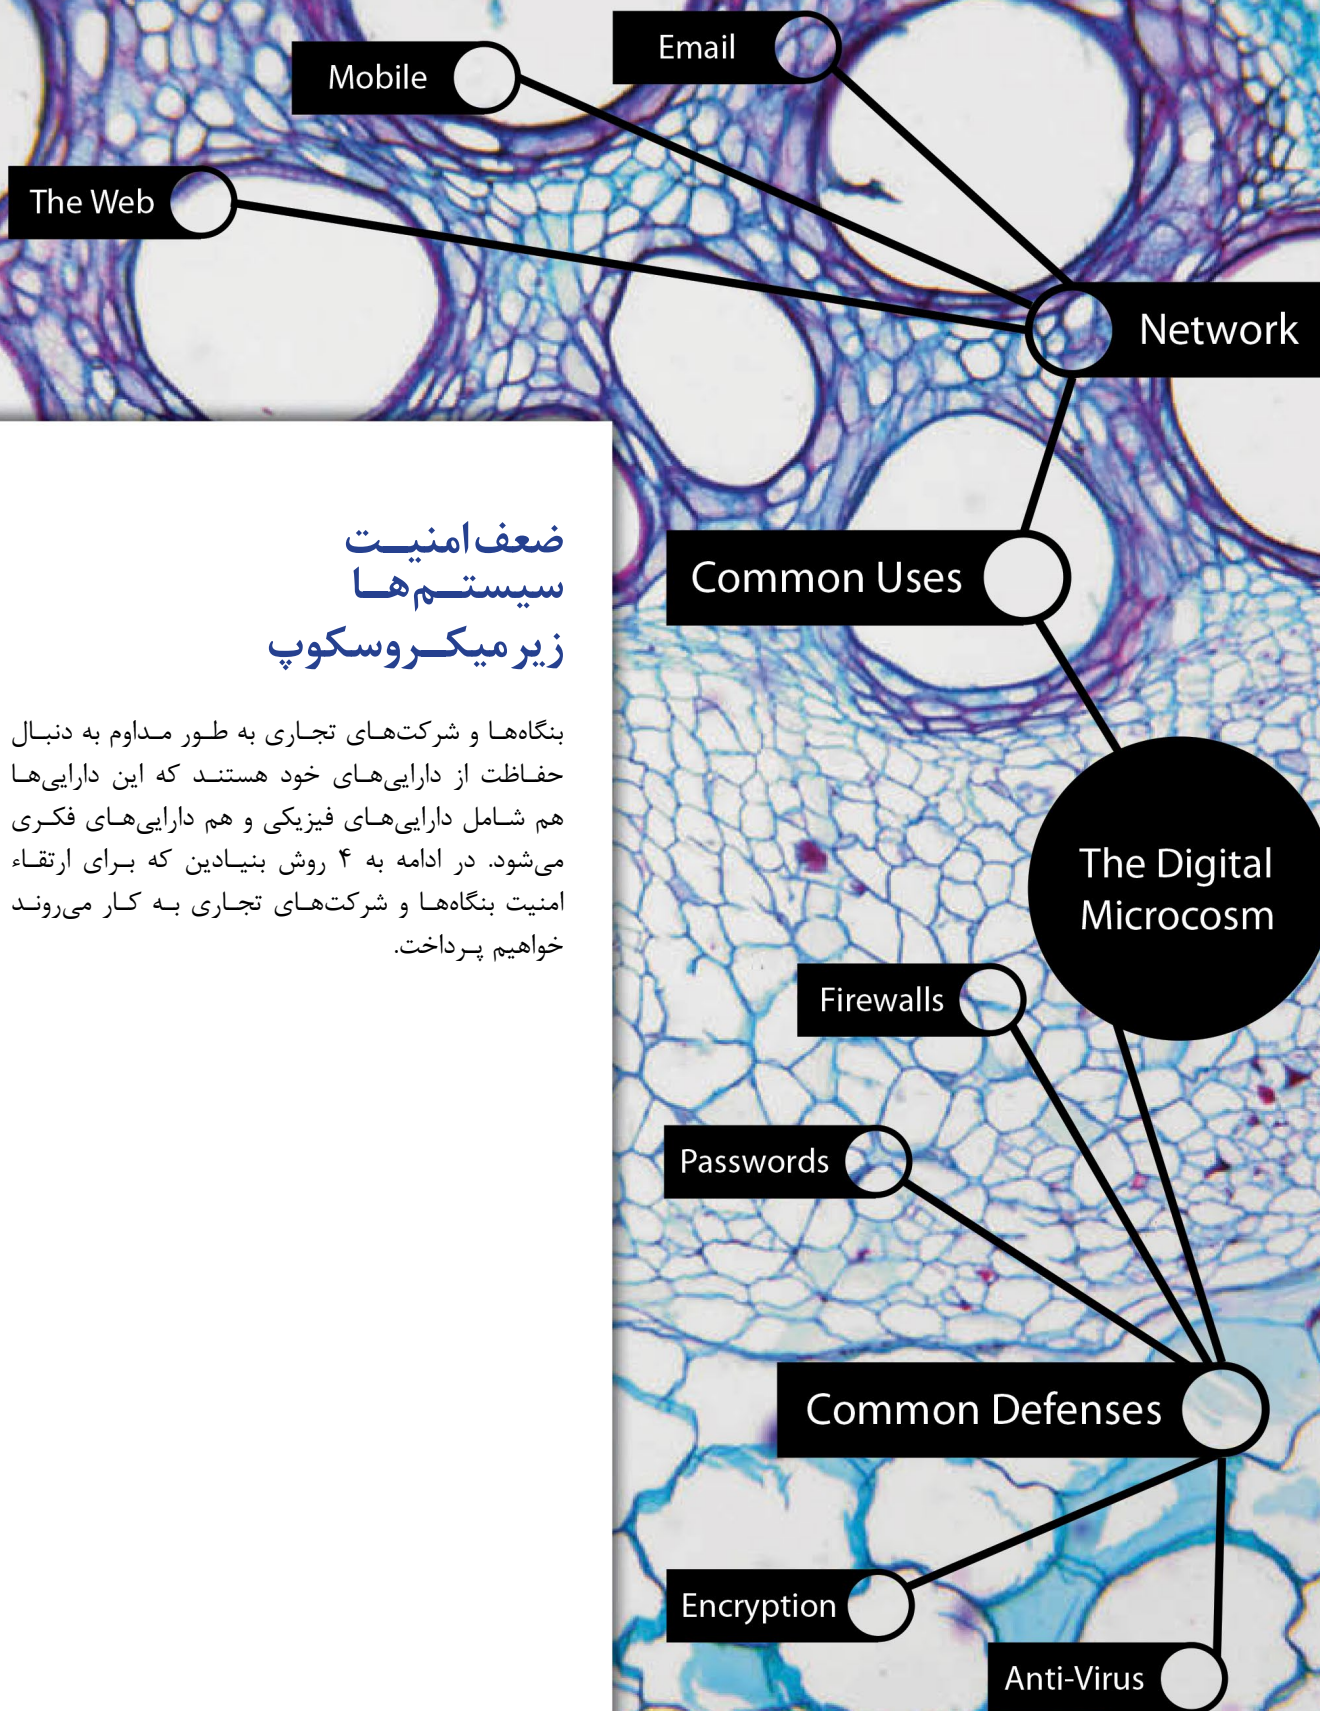 Email
Mobile
The Web
Network
Common Uses
The Digital
Microcosm
Firewalls
Passwords
Common Defenses
Encryption
Anti-Virus
ضعف امنیت
سیستم ها
زیر میکروسکوپ
بنگاه‌ها و شرکت‌های تجاری به طور مداوم به دنبال
حفاظت از دارایی‌های خود هستند که این دارایی‌ها
هم شامل دارایی‌های فیزیکی و هم دارایی‌های فکری
می‌شود. در ادامه به ۴ روش بنیادین که برای ارتقاء
امنیت بنگاه‌ها و شرکت‌های تجاری به کار می‌روند
خواهیم پرداخت.